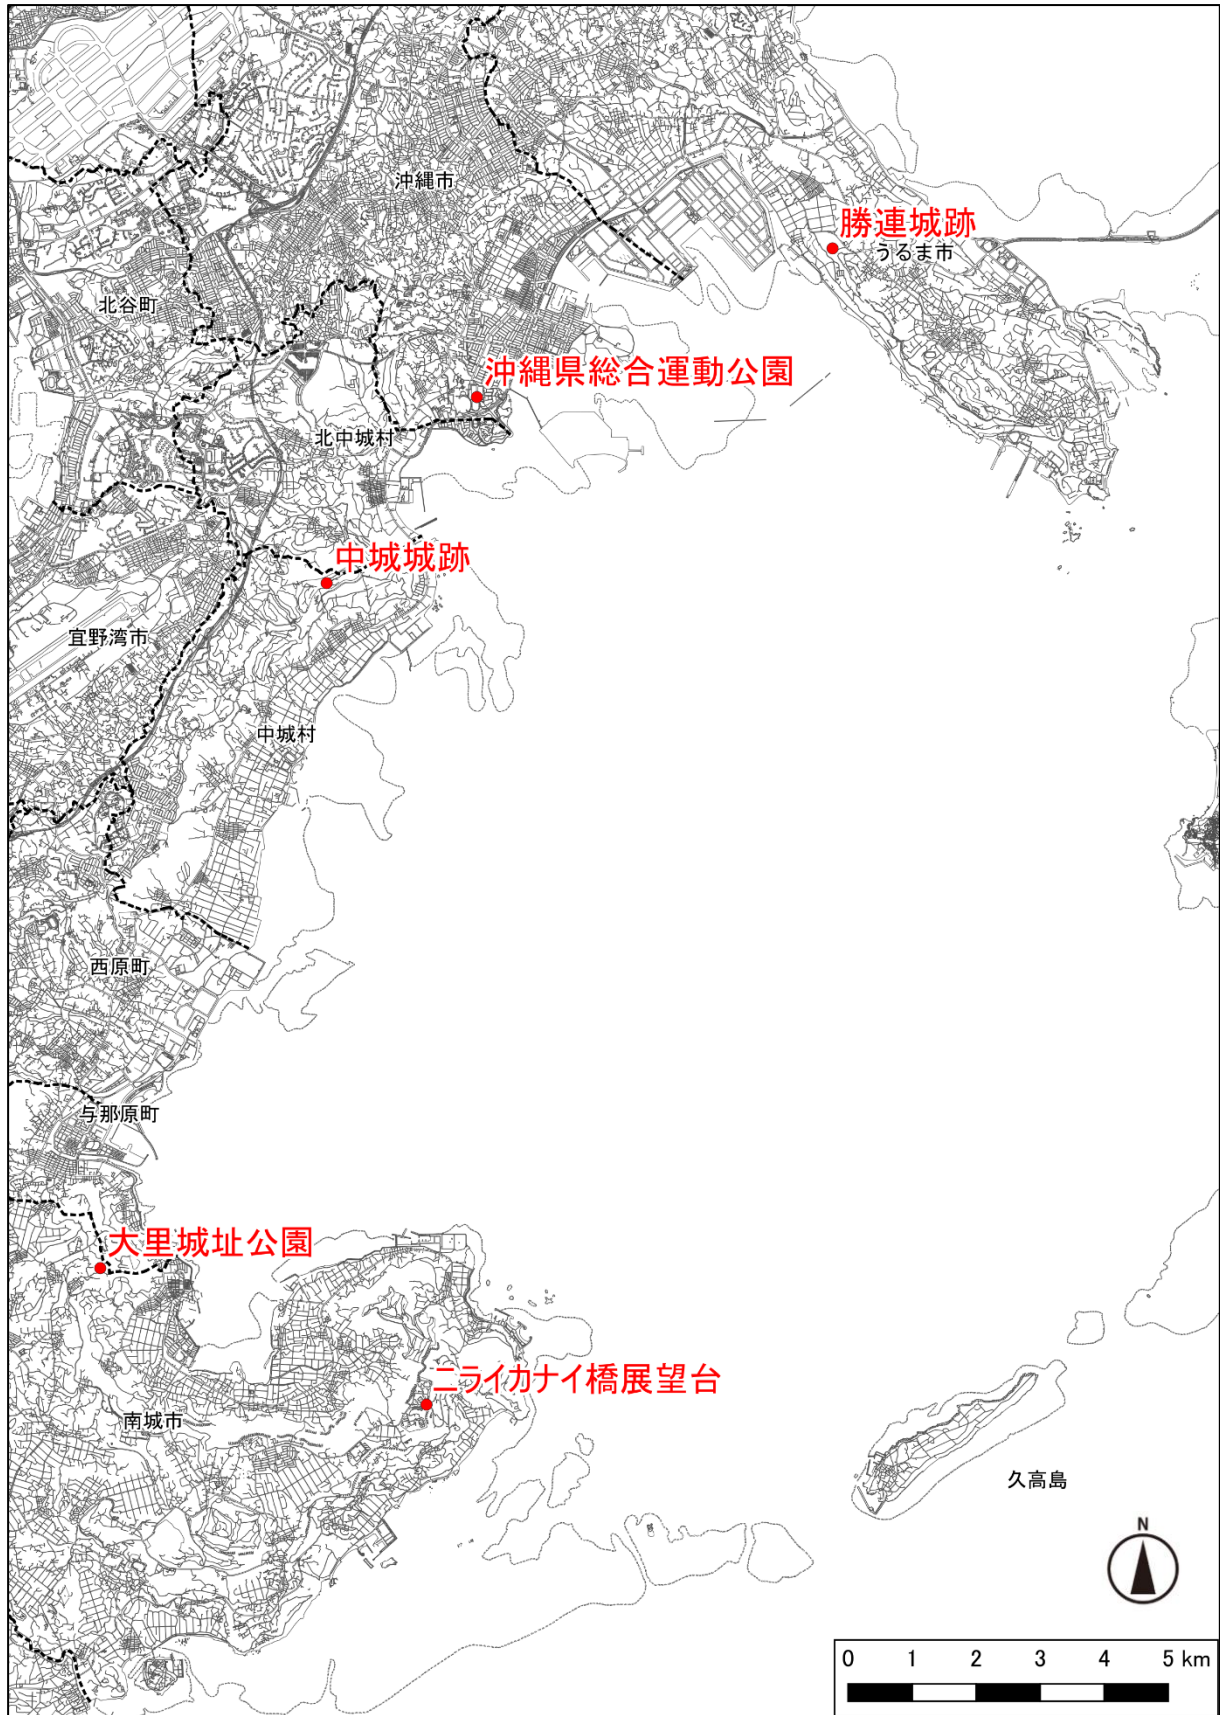 沖縄市
勝連城跡
うるま市
北谷町
沖縄県総合運動公園
北中城村
中城城跡
宜野湾市
中城村
西原町
与那原町
大里城址公園
ニライカナイ橋展望台
南城市
久高島
N
0 1 2 3 4 5 km